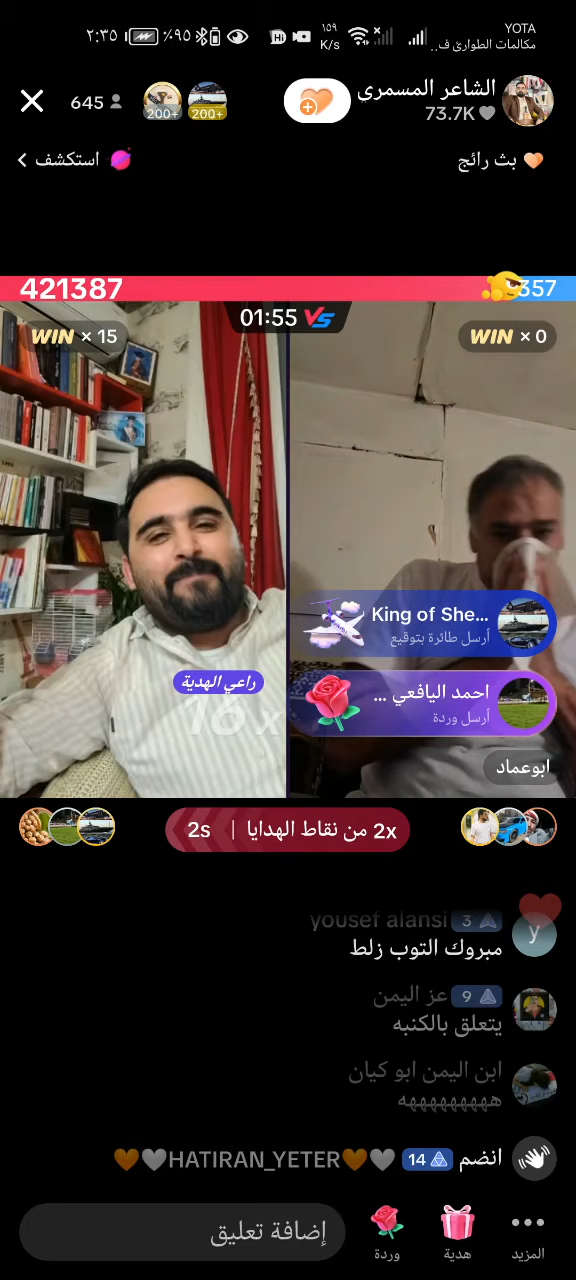 ٢:٣٥
٪٩٥
Hi
١٥٩
K/s
YOTA
مكالمات الطوارئ ف..
الشاعر المسمري
73.7K
200+
200+
645
بث رائج
استكشف
421387
357
WIN × 15
01:55 VS
WIN × 0
King of She...
أرسل طائرة بتوقيع
احمد اليافعي ...
أرسل وردة
راعي الهدية
16 x
ابوعماد
2x من نقاط الهدايا | 2s
yousef alansi 3
y
مبروك التوب زلط
عز اليمن 9
يتعلق بالكنبه
ابن اليمن ابو كيان
هههههههههه
انضم 14 🤍🧡HATIRAN_YETER🤍🧡
إضافة تعليق
وردة
هدية
المزيد